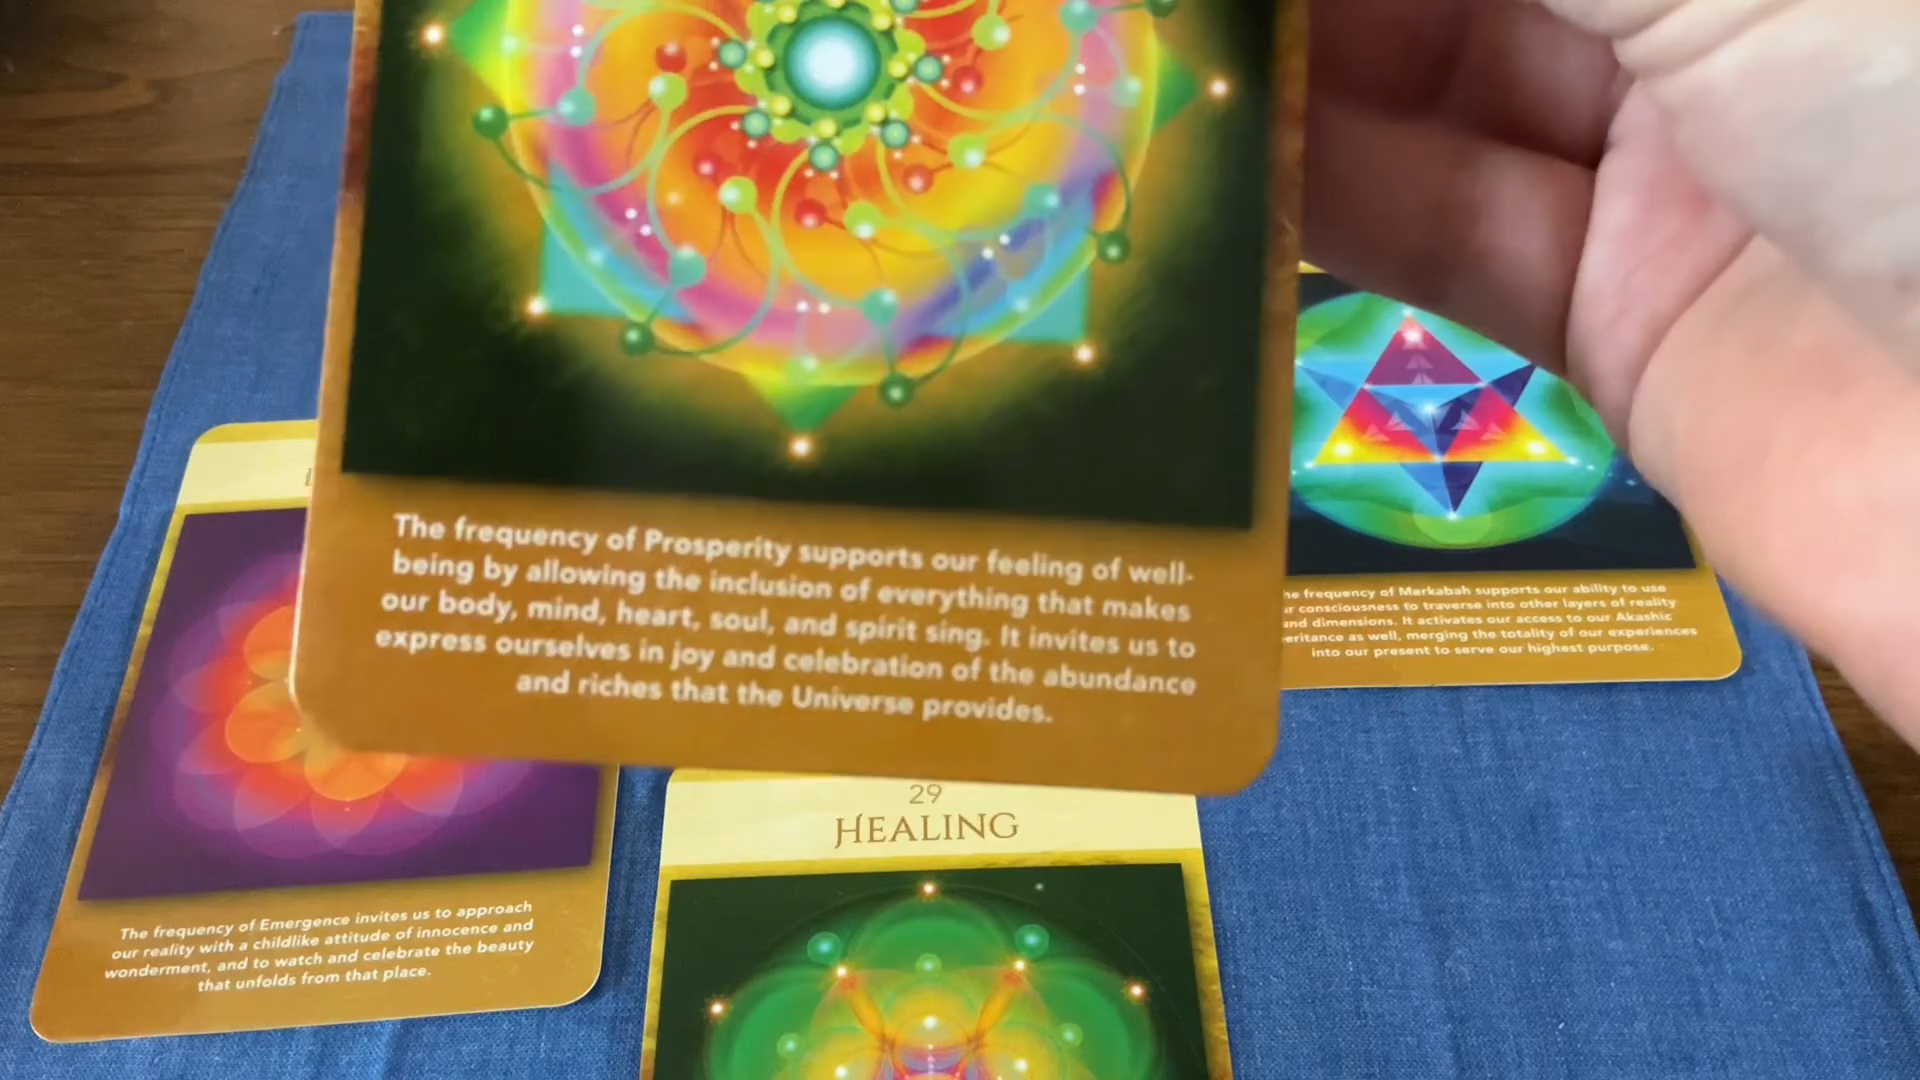 The frequency of Prosperity supports our feeling of well-
being by allowing the inclusion of everything that makes
our body, mind, heart, soul, and spirit sing. It invites us to
express ourselves in joy and celebration of the abundance
and riches that the Universe provides.
frequency of Merkabah supports our ability to use
consciousness to traverse into other layers of reality
and dimensions. It activates our access to our Akashic
as well, merging the totality of our experiences
into our present to serve our highest purpose.
29
HEALING
The frequency of Emergence invites us to approach
our reality with a childlike attitude of innocence and
wonderment, and to watch and celebrate the beauty
that unfolds from that place.